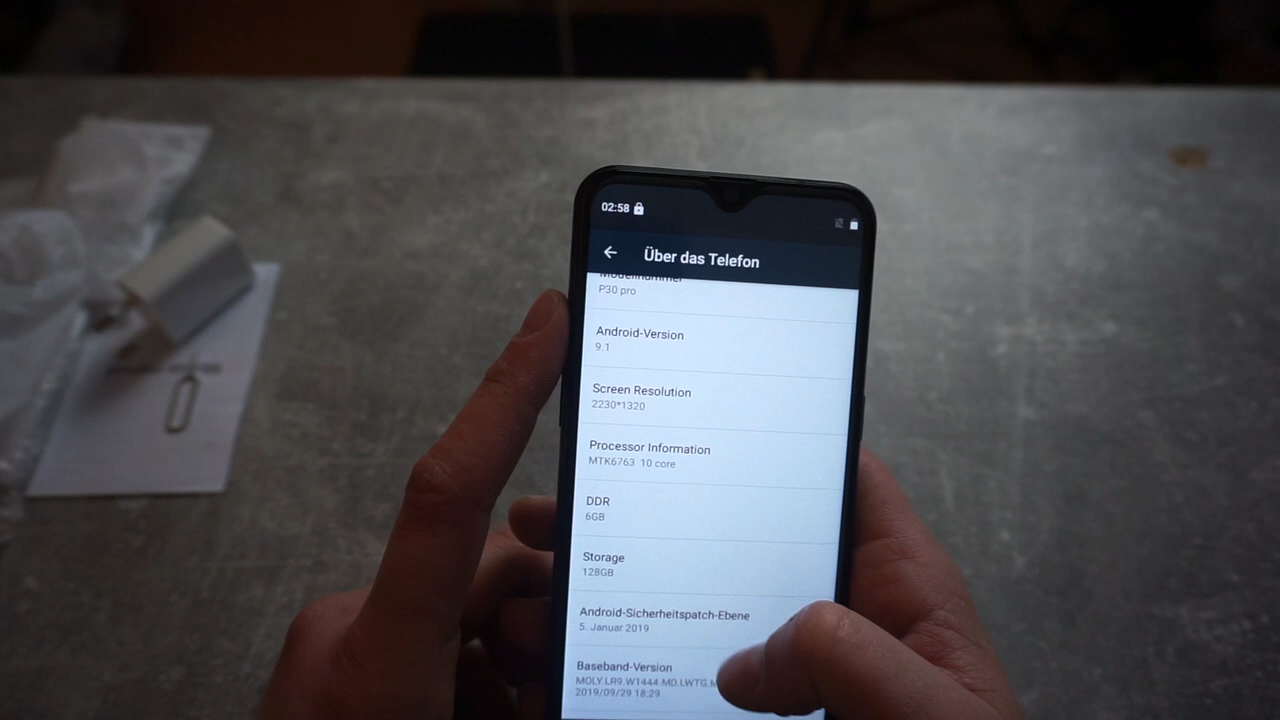 02:58
Über das Telefon
Modellnummer
P30 pro
Android-Version
9.1
Screen Resolution
2230*1320
Processor Information
MTK6763 10 core
DDR
6GB
Storage
128GB
Android-Sicherheitspatch-Ebene
5. Januar 2019
Baseband-Version
MOLY.LR9.W1444.MD.LWTG.M
2019/09/29 18:29